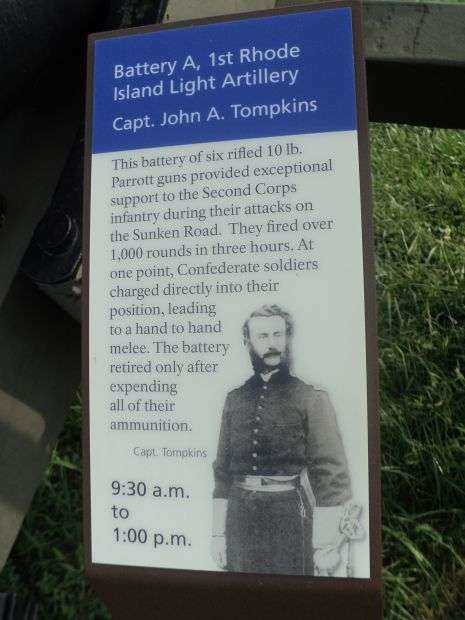 Battery A, 1st Rhode
Island Light Artillery
Capt. John A. Tompkins
This battery of six rifled 10 lb.
Parrott guns provided exceptional
support to the Second Corps
infantry during their attacks on
the Sunken Road. They fired over
1,000 rounds in three hours. At
one point, Confederate soldiers
charged directly into their
position, leading
to a hand to hand
melee. The battery
retired only after
expending
all of their
ammunition.
Capt. Tompkins
9:30 a.m.
to
1:00 p.m.